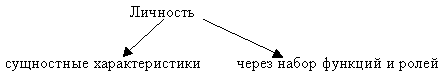 Личность
сущностные характеристики
через набор функций и ролей